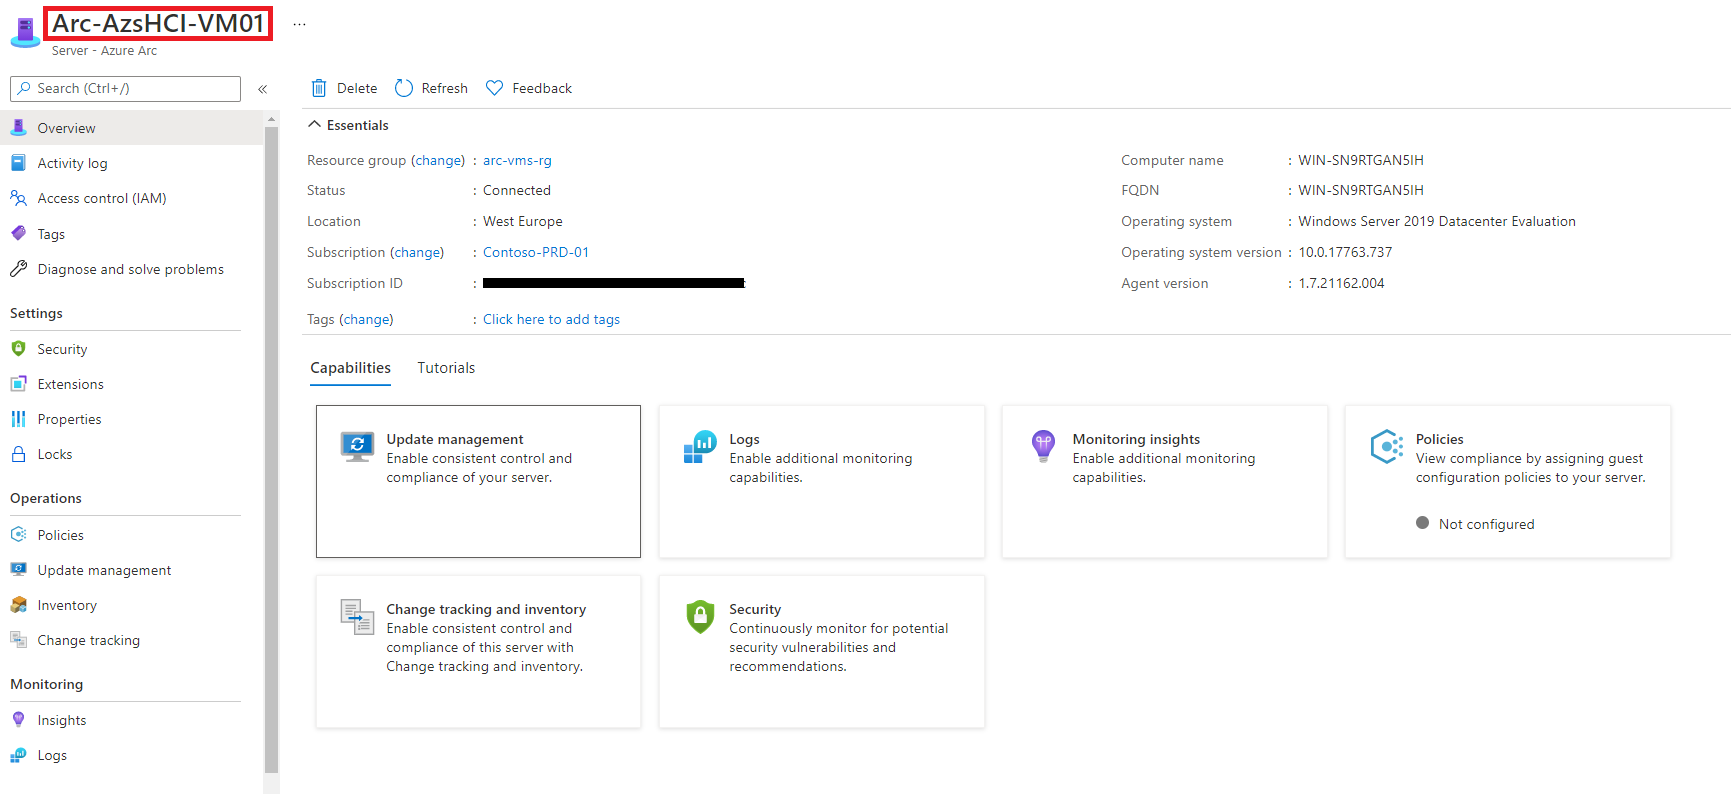 Arc-AzsHCI-VM01 ...
Server - Azure Arc
Search (Ctrl+/)
«
Overview
Activity log
Access control (IAM)
Tags
Diagnose and solve problems
Settings
Security
Extensions
Properties
Locks
Operations
Policies
Update management
Inventory
Change tracking
Monitoring
Insights
Logs
Delete Refresh Feedback
Essentials
Resource group (change) : arc-vms-rg
Status : Connected
Location : West Europe
Subscription (change) : Contoso-PRD-01
Subscription ID :
Tags (change) : Click here to add tags
Computer name : WIN-SN9RTGAN5IH
FQDN : WIN-SN9RTGAN5IH
Operating system : Windows Server 2019 Datacenter Evaluation
Operating system version : 10.0.17763.737
Agent version : 1.7.21162.004
Capabilities Tutorials
Update management
Enable consistent control and
compliance of your server.
Logs
Enable additional monitoring
capabilities.
Monitoring insights
Enable additional monitoring
capabilities.
Policies
View compliance by assigning guest
configuration policies to your server.
Not configured
Change tracking and inventory
Enable consistent control and
compliance of this server with
Change tracking and inventory.
Security
Continuously monitor for potential
security vulnerabilities and
recommendations.